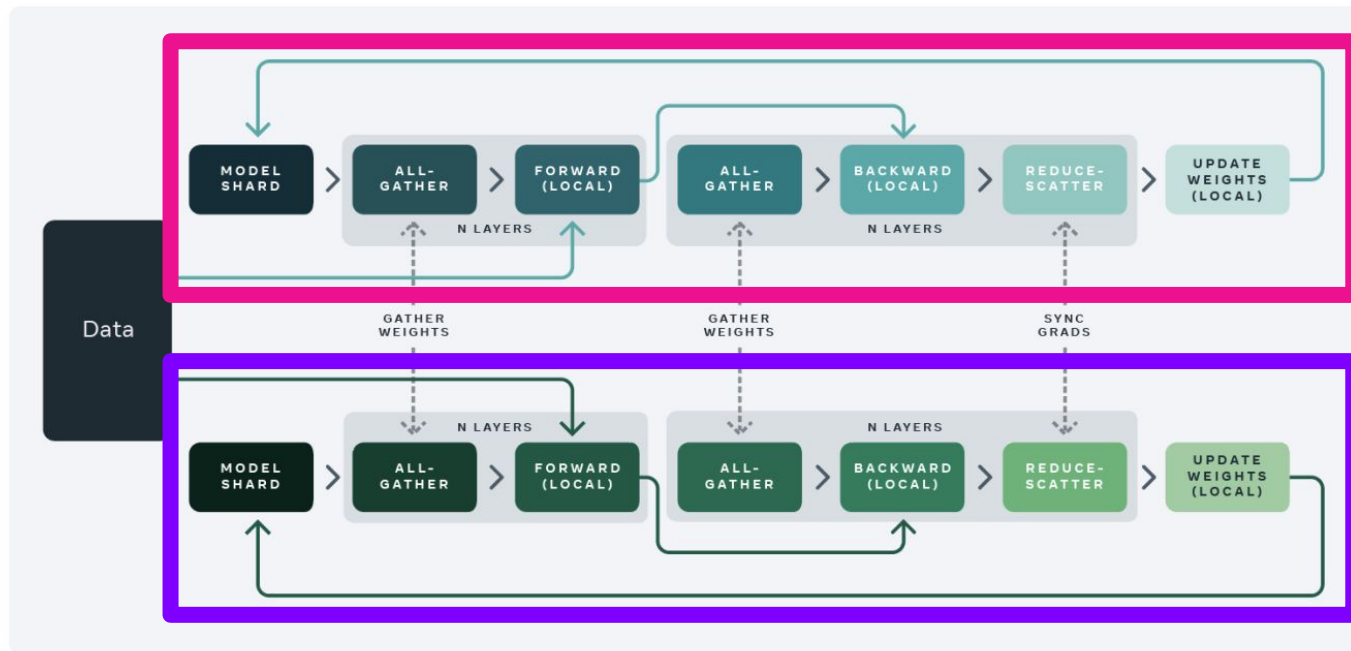 MODEL
SHARD
ALL-
GATHER
FORWARD
(LOCAL)
N LAYERS
ALL-
GATHER
BACKWARD
(LOCAL)
REDUCE-
SCATTER
N LAYERS
UPDATE
WEIGHTS
(LOCAL)
Data
GATHER
WEIGHTS
GATHER
WEIGHTS
SYNC
GRADS
MODEL
SHARD
N LAYERS
ALL-
GATHER
FORWARD
(LOCAL)
N LAYERS
ALL-
GATHER
BACKWARD
(LOCAL)
REDUCE-
SCATTER
UPDATE
WEIGHTS
(LOCAL)